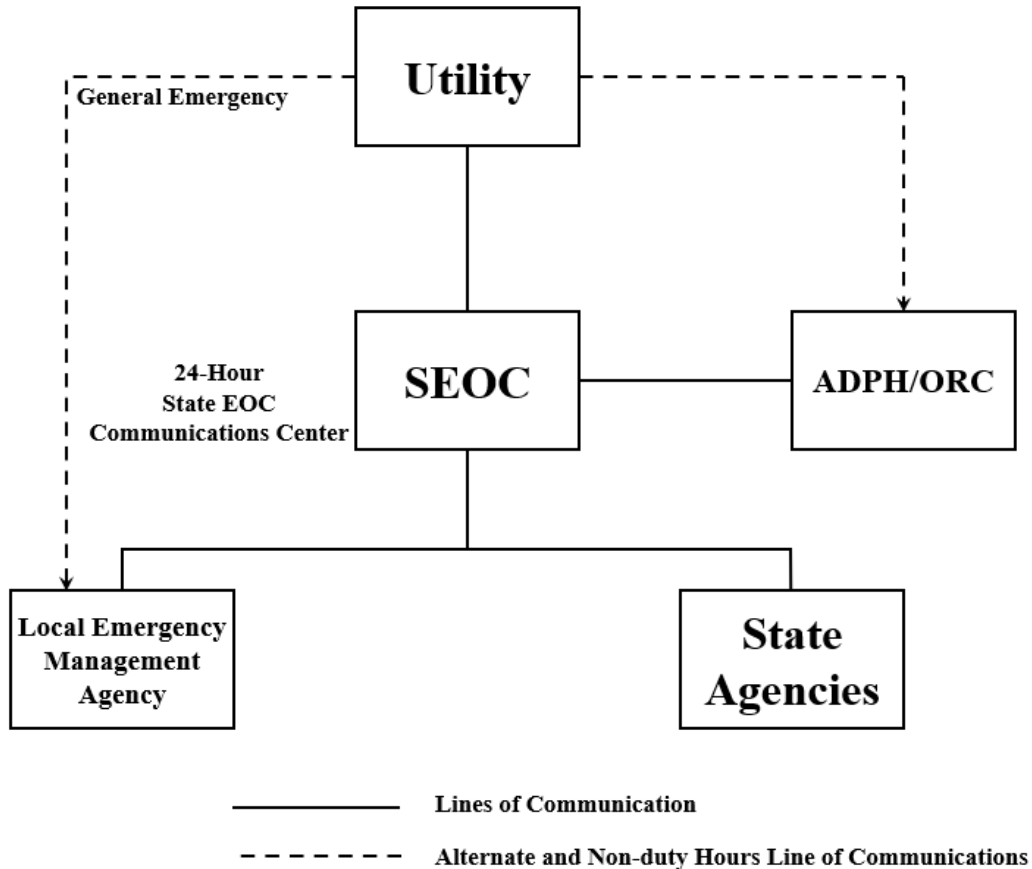 Utility
General Emergency
24-Hour
State EOC
Communications Center
SEOC
ADPH/ORC
Local Emergency
Management
Agency
State
Agencies
Lines of Communication
Alternate and Non-duty Hours Line of Communications